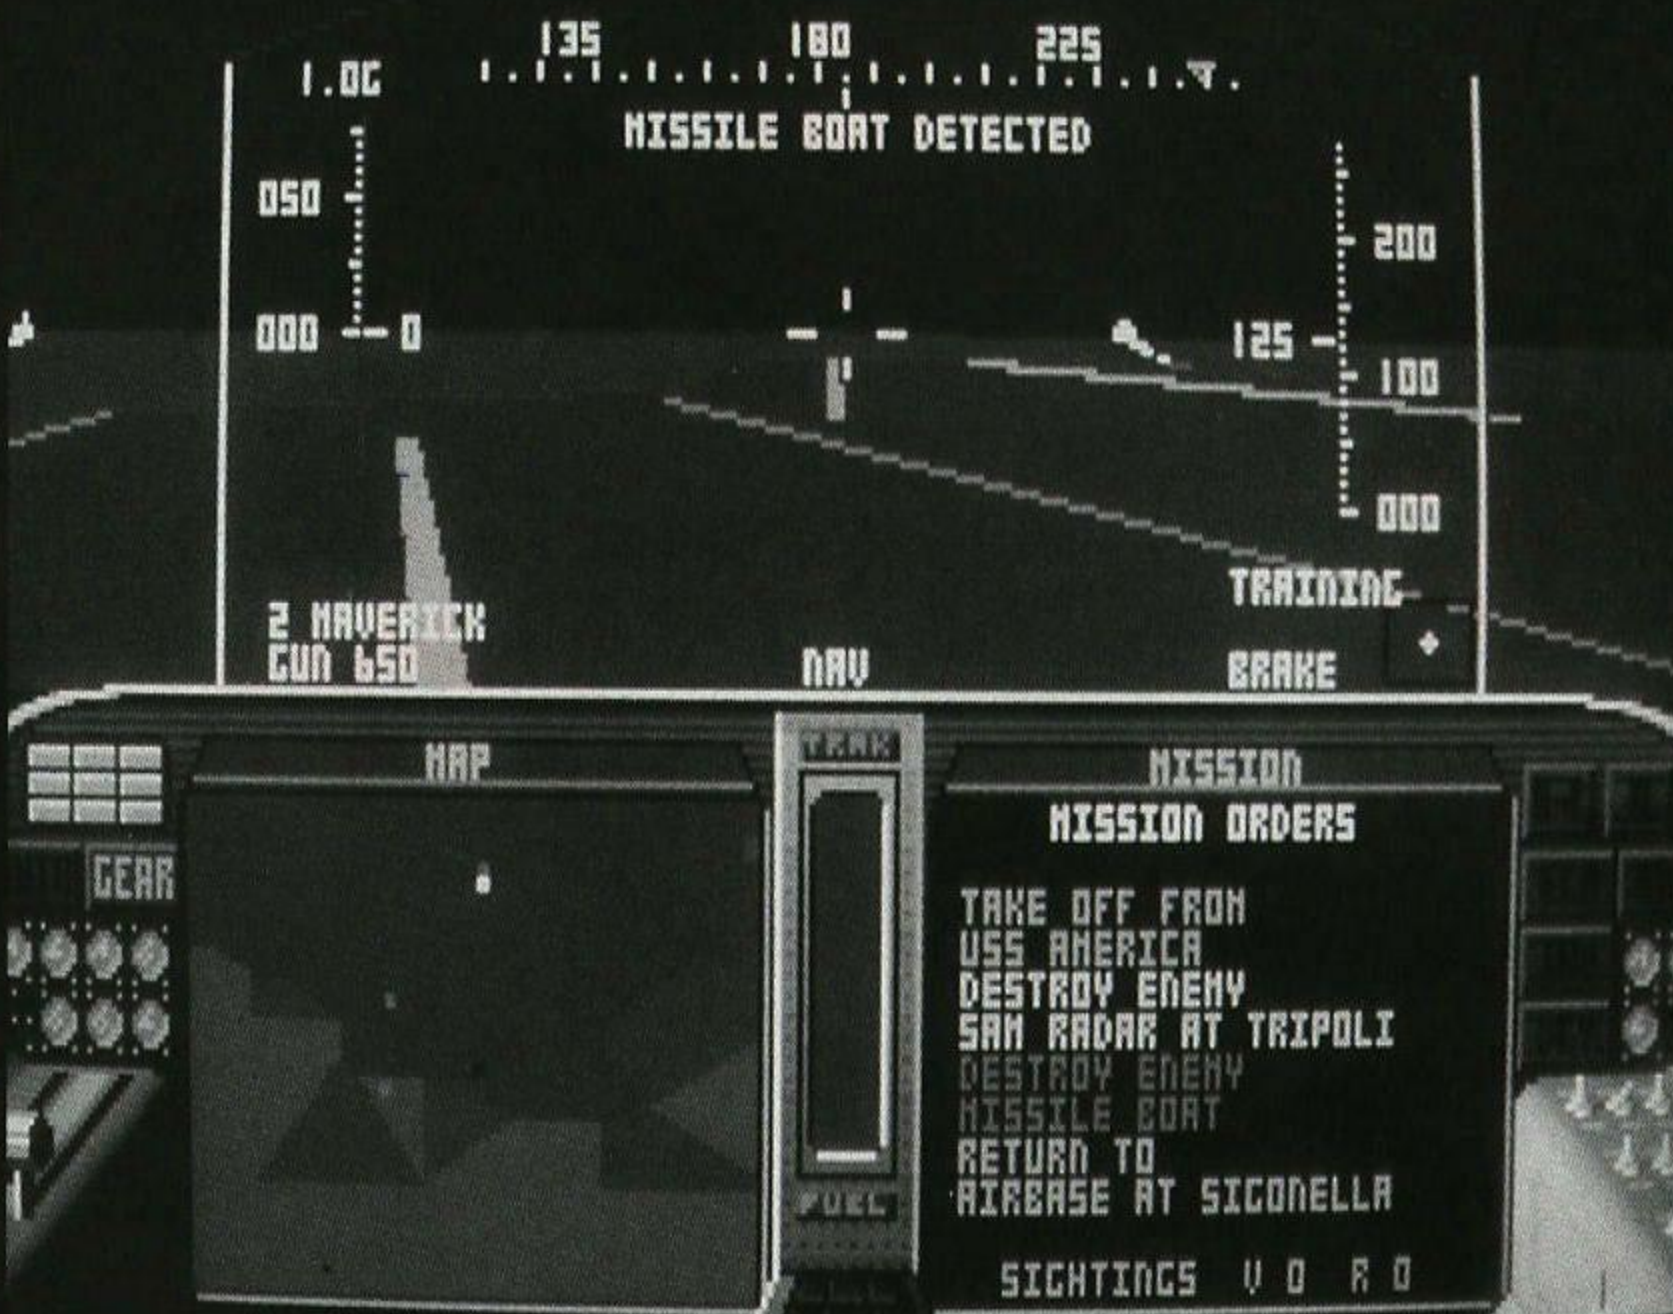 135 180 225
1.0G
MISSILE BOAT DETECTED
050
200
000 0
125
100
000
TRAINING
2 MAVERICK
GUN 650
NAV
BRAKE
MAP
TRAK
MISSION
MISSION ORDERS
GEAR
TAKE OFF FROM
USS AMERICA
DESTROY ENEMY
SAM RADAR AT TRIPOLI
DESTROY ENEMY
MISSILE BOAT
RETURN TO
AIRBASE AT SIGONELLA
FUEL
SIGHTINGS V 0 R 0